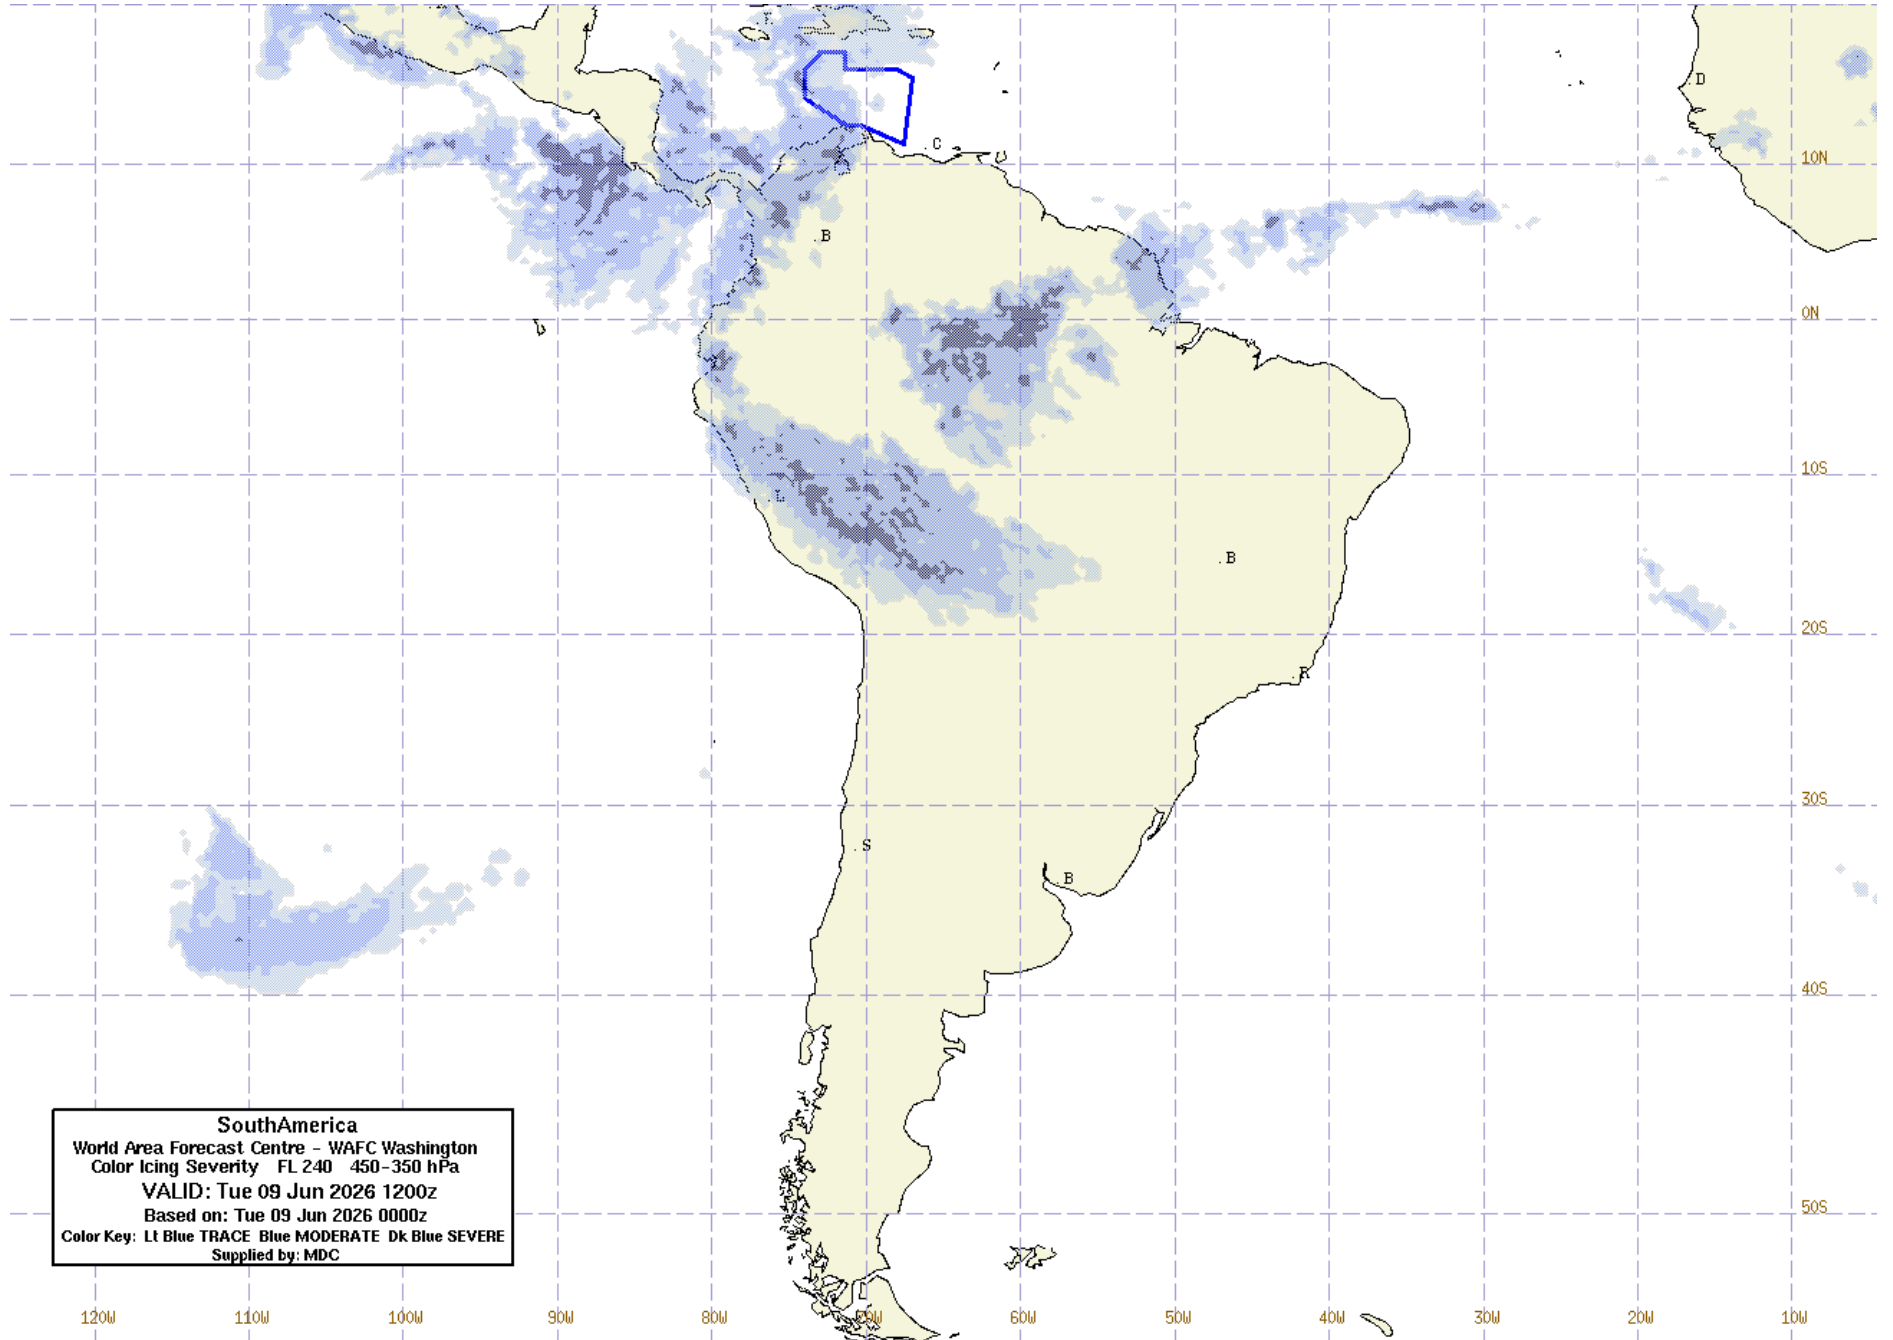 K
D
C
10N
B
0N
L
10S
B
20S
R
30S
S
B
40S
50S
SouthAmerica
World Area Forecast Centre - WAFC Washington
Color Icing Severity FL 240 450-350 hPa
VALID: Tue 09 Jun 2026 1200z
Based on: Tue 09 Jun 2026 0000z
Color Key: Lt Blue TRACE Blue MODERATE Dk Blue SEVERE
Supplied by: MDC
120W 110W 100W 90W 80W 70W 60W 50W 40W 30W 20W 10W